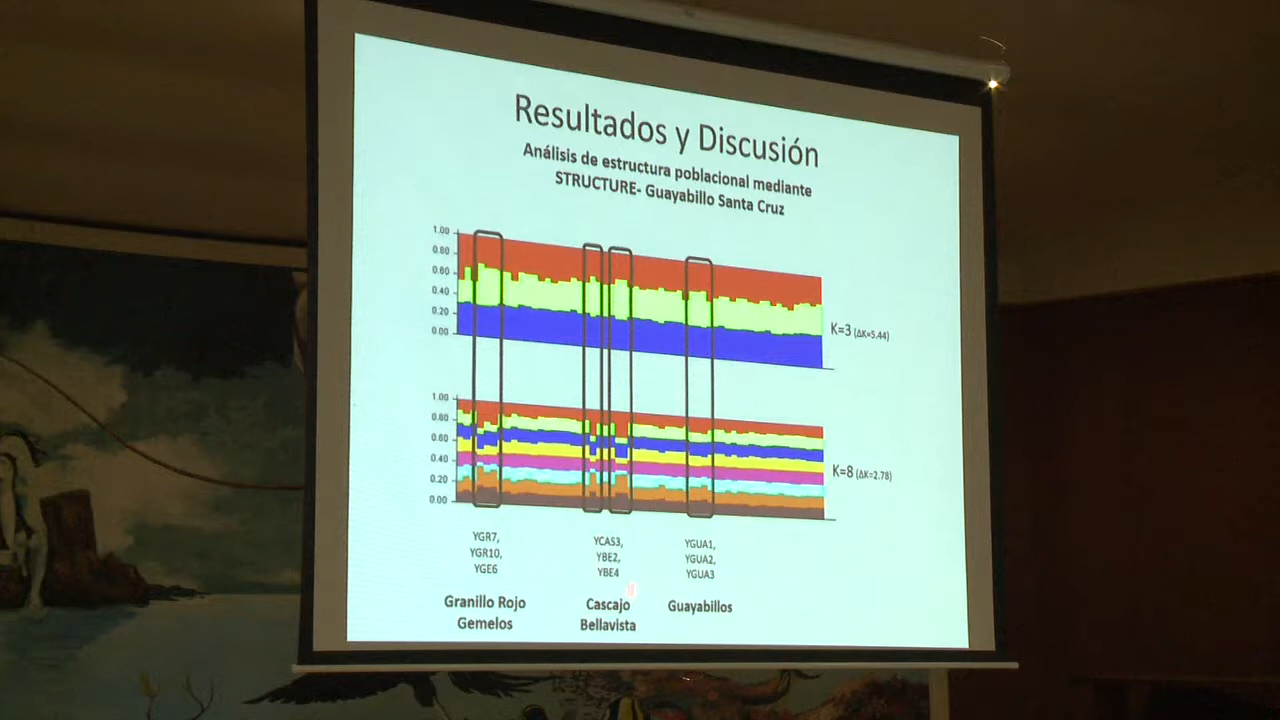 Resultados y Discusión
Análisis de estructura poblacional mediante
STRUCTURE- Guayabillo Santa Cruz
1.00
0.80
0.60
0.40
0.20
0.00
K=3 (ΔK=5.44)
1.00
0.80
0.60
0.40
0.20
0.00
K=8 (ΔK=2.78)
YGR7,
YGR10,
YGE6
YCAS3,
YBE2,
YBE4
YGUA1,
YGUA2,
YGUA3
Granillo Rojo
Gemelos
Cascajo
Bellavista
Guayabillos